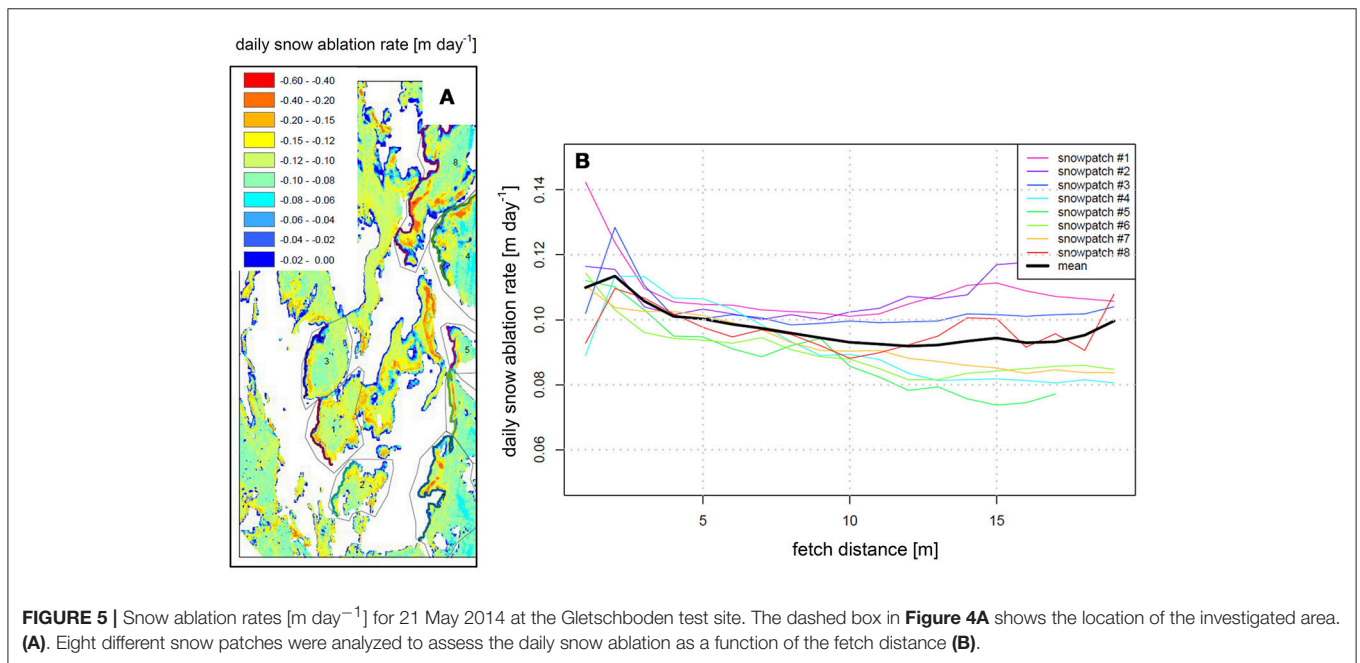 daily snow ablation rate [m day-1]
A
-0.60 - -0.40
-0.40 - -0.20
-0.20 - -0.15
-0.15 - -0.12
-0.12 - -0.10
-0.10 - -0.08
-0.08 - -0.06
-0.06 - -0.04
-0.04 - -0.02
-0.02 - 0.00
8
4
3
5
1
2
B
snowpatch #1
snowpatch #2
snowpatch #3
snowpatch #4
snowpatch #5
snowpatch #6
snowpatch #7
snowpatch #8
mean
daily snow ablation rate [m day-1]
0.14
0.12
0.10
0.08
0.06
5
10
15
fetch distance [m]
FIGURE 5 | Snow ablation rates [m day−1] for 21 May 2014 at the Gletschboden test site. The dashed box in Figure 4A shows the location of the investigated area.
(A). Eight different snow patches were analyzed to assess the daily snow ablation as a function of the fetch distance (B).